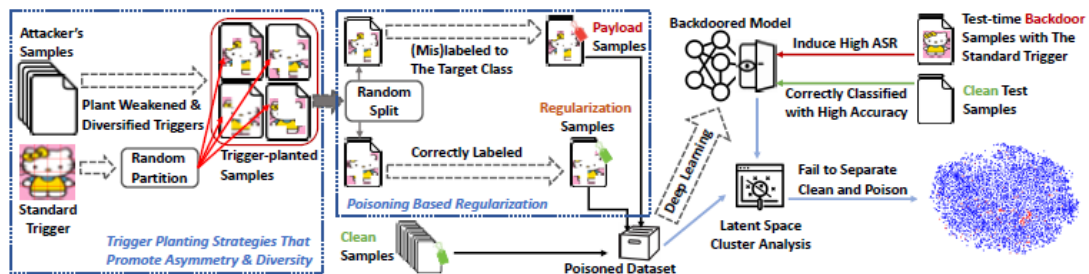 Attacker's
Samples
Plant Weakened &
Diversified Triggers
Random
Partition
Trigger-planted
Samples
Standard
Trigger
Trigger Planting Strategies That
Promote Asymmetry & Diversity
(Mis)labeled to
The Target Class
Payload
Samples
Random
Split
Regularization
Samples
Correctly Labeled
Poisoning Based Regularization
Clean
Samples
Poisoned Dataset
Deep Learning
Backdoored Model
Induce High ASR
Correctly Classified
with High Accuracy
Test-time Backdoor
Samples with The
Standard Trigger
Clean Test
Samples
Fail to Separate
Clean and Poison
Latent Space
Cluster Analysis